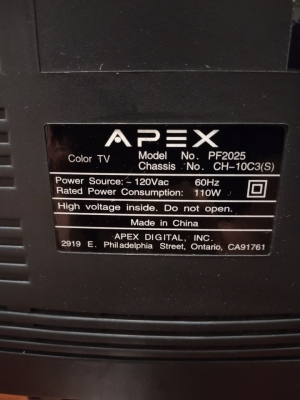 APEX
Color TV Model No. PF2025
Chassis No. CH-10C3(S)
Power Source: ~ 120Vac 60Hz
Rated Power Consumption: 110W
High voltage inside. Do not open.
Made in China
APEX DIGITAL, INC.
2919 E. Philadelphia Street, Ontario, CA91761